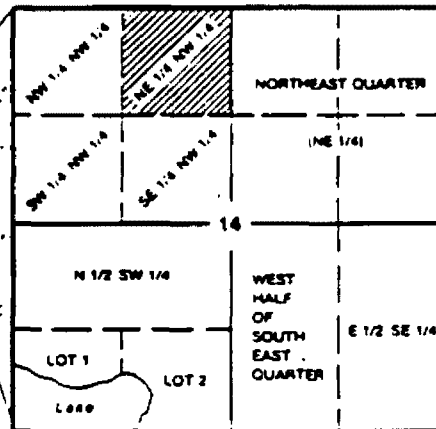 NW 1/4 NW 1/4
NE 1/4 NW 1/4
NORTHEAST QUARTER
(NE 1/4)
SW 1/4 NW 1/4
SE 1/4 NW 1/4
14
N 1/2 SW 1/4
WEST
HALF
OF
SOUTH
EAST
QUARTER
E 1/2 SE 1/4
LOT 1
LOT 2
Lake